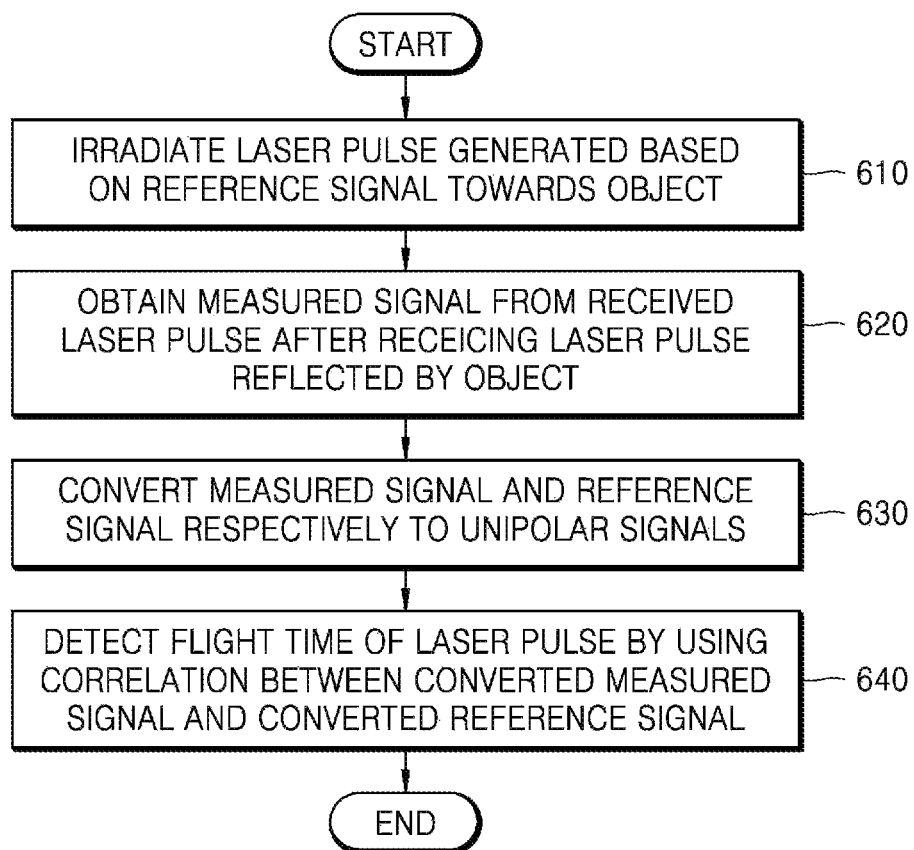 START
IRRADIATE LASER PULSE GENERATED BASED
ON REFERENCE SIGNAL TOWARDS OBJECT
610
OBTAIN MEASURED SIGNAL FROM RECEIVED
LASER PULSE AFTER RECEICING LASER PULSE
REFLECTED BY OBJECT
620
CONVERT MEASURED SIGNAL AND REFERENCE
SIGNAL RESPECTIVELY TO UNIPOLAR SIGNALS
630
DETECT FLIGHT TIME OF LASER PULSE BY USING
CORRELATION BETWEEN CONVERTED MEASURED
SIGNAL AND CONVERTED REFERENCE SIGNAL
640
END